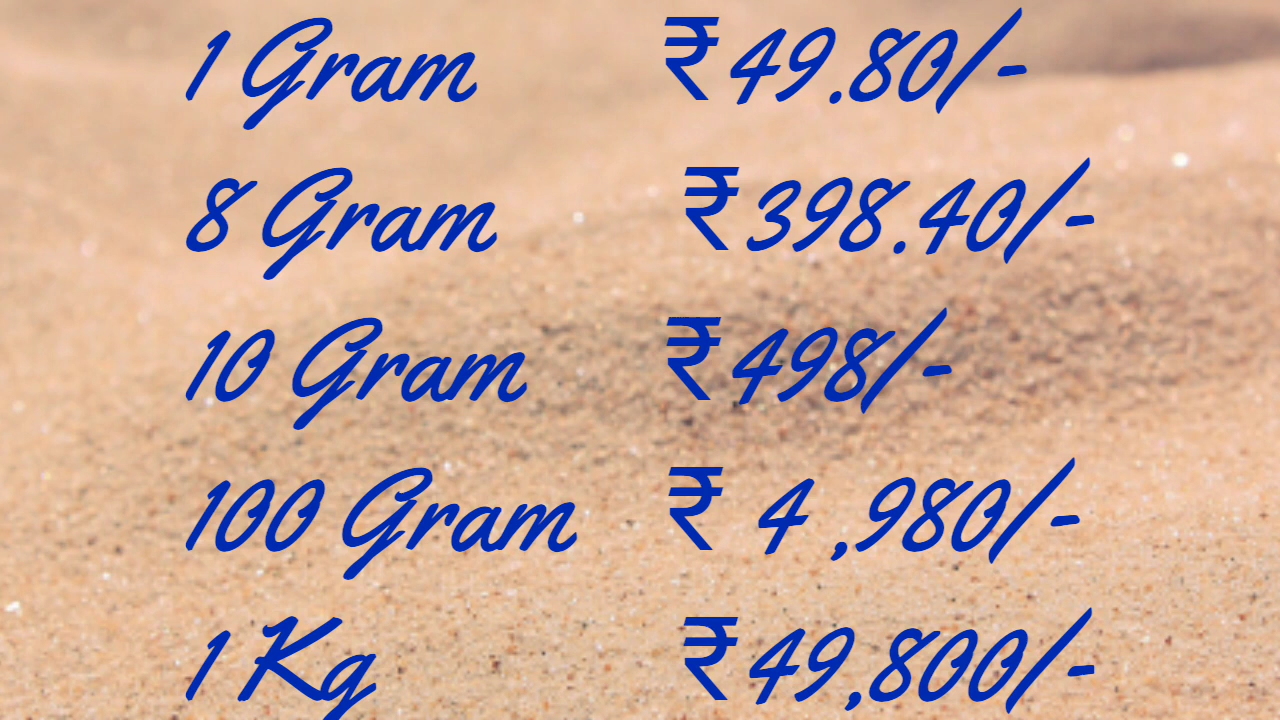 1 Gram ₹49.80/-
8 Gram ₹398.40/-
10 Gram ₹498/-
100 Gram ₹ 4,980/-
1 Kg ₹49,800/-